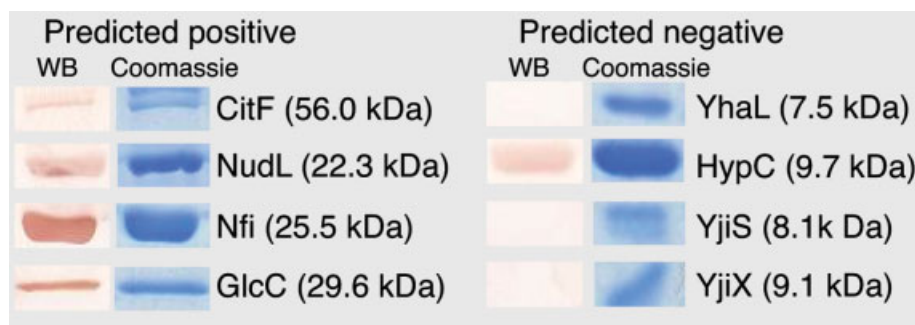 Predicted positive
WB Coomassie
CitF (56.0 kDa)
NudL (22.3 kDa)
Nfi (25.5 kDa)
GlcC (29.6 kDa)
Predicted negative
WB Coomassie
YhaL (7.5 kDa)
HypC (9.7 kDa)
YjiS (8.1k Da)
YjiX (9.1 kDa)